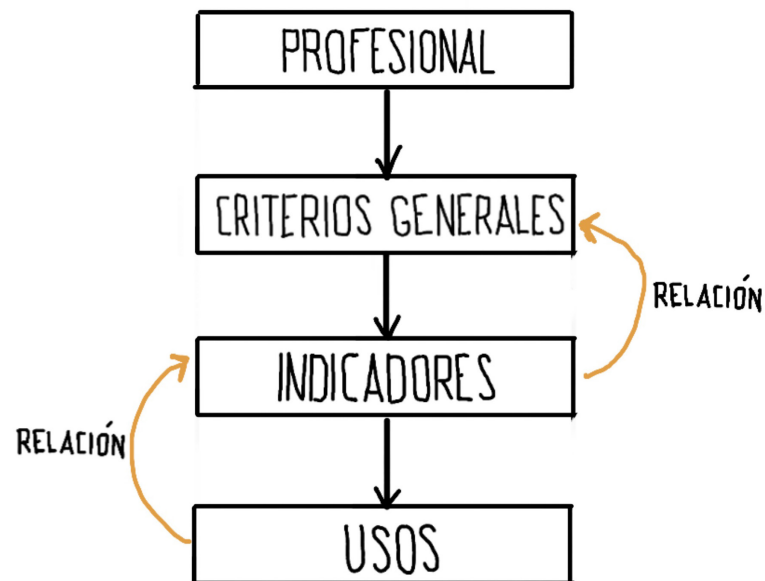 PROFESIONAL
CRITERIOS GENERALES
RELACIÓN
INDICADORES
RELACIÓN
USOS